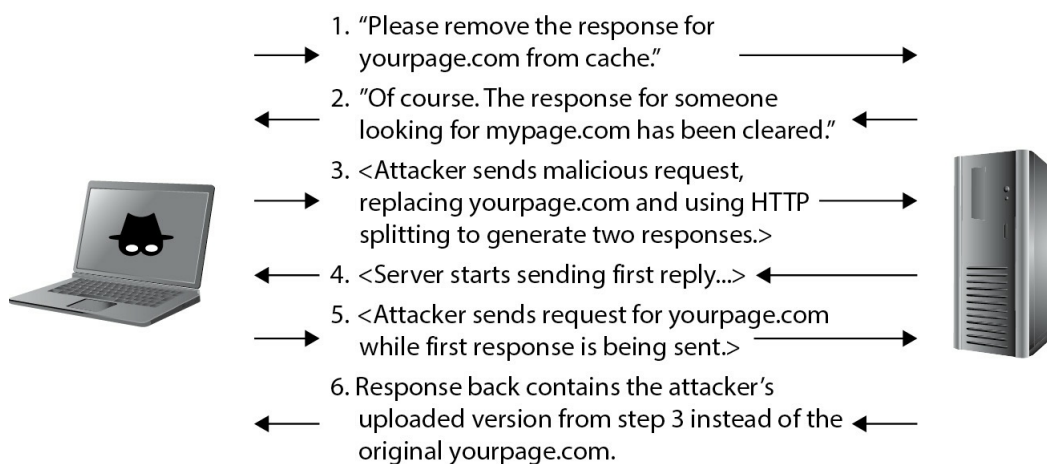 1. “Please remove the response for
yourpage.com from cache.”
2. ”Of course. The response for someone
looking for mypage.com has been cleared.”
3. <Attacker sends malicious request,
replacing yourpage.com and using HTTP
splitting to generate two responses.>
4. <Server starts sending first reply...>
5. <Attacker sends request for yourpage.com
while first response is being sent.>
6. Response back contains the attacker’s
uploaded version from step 3 instead of the
original yourpage.com.